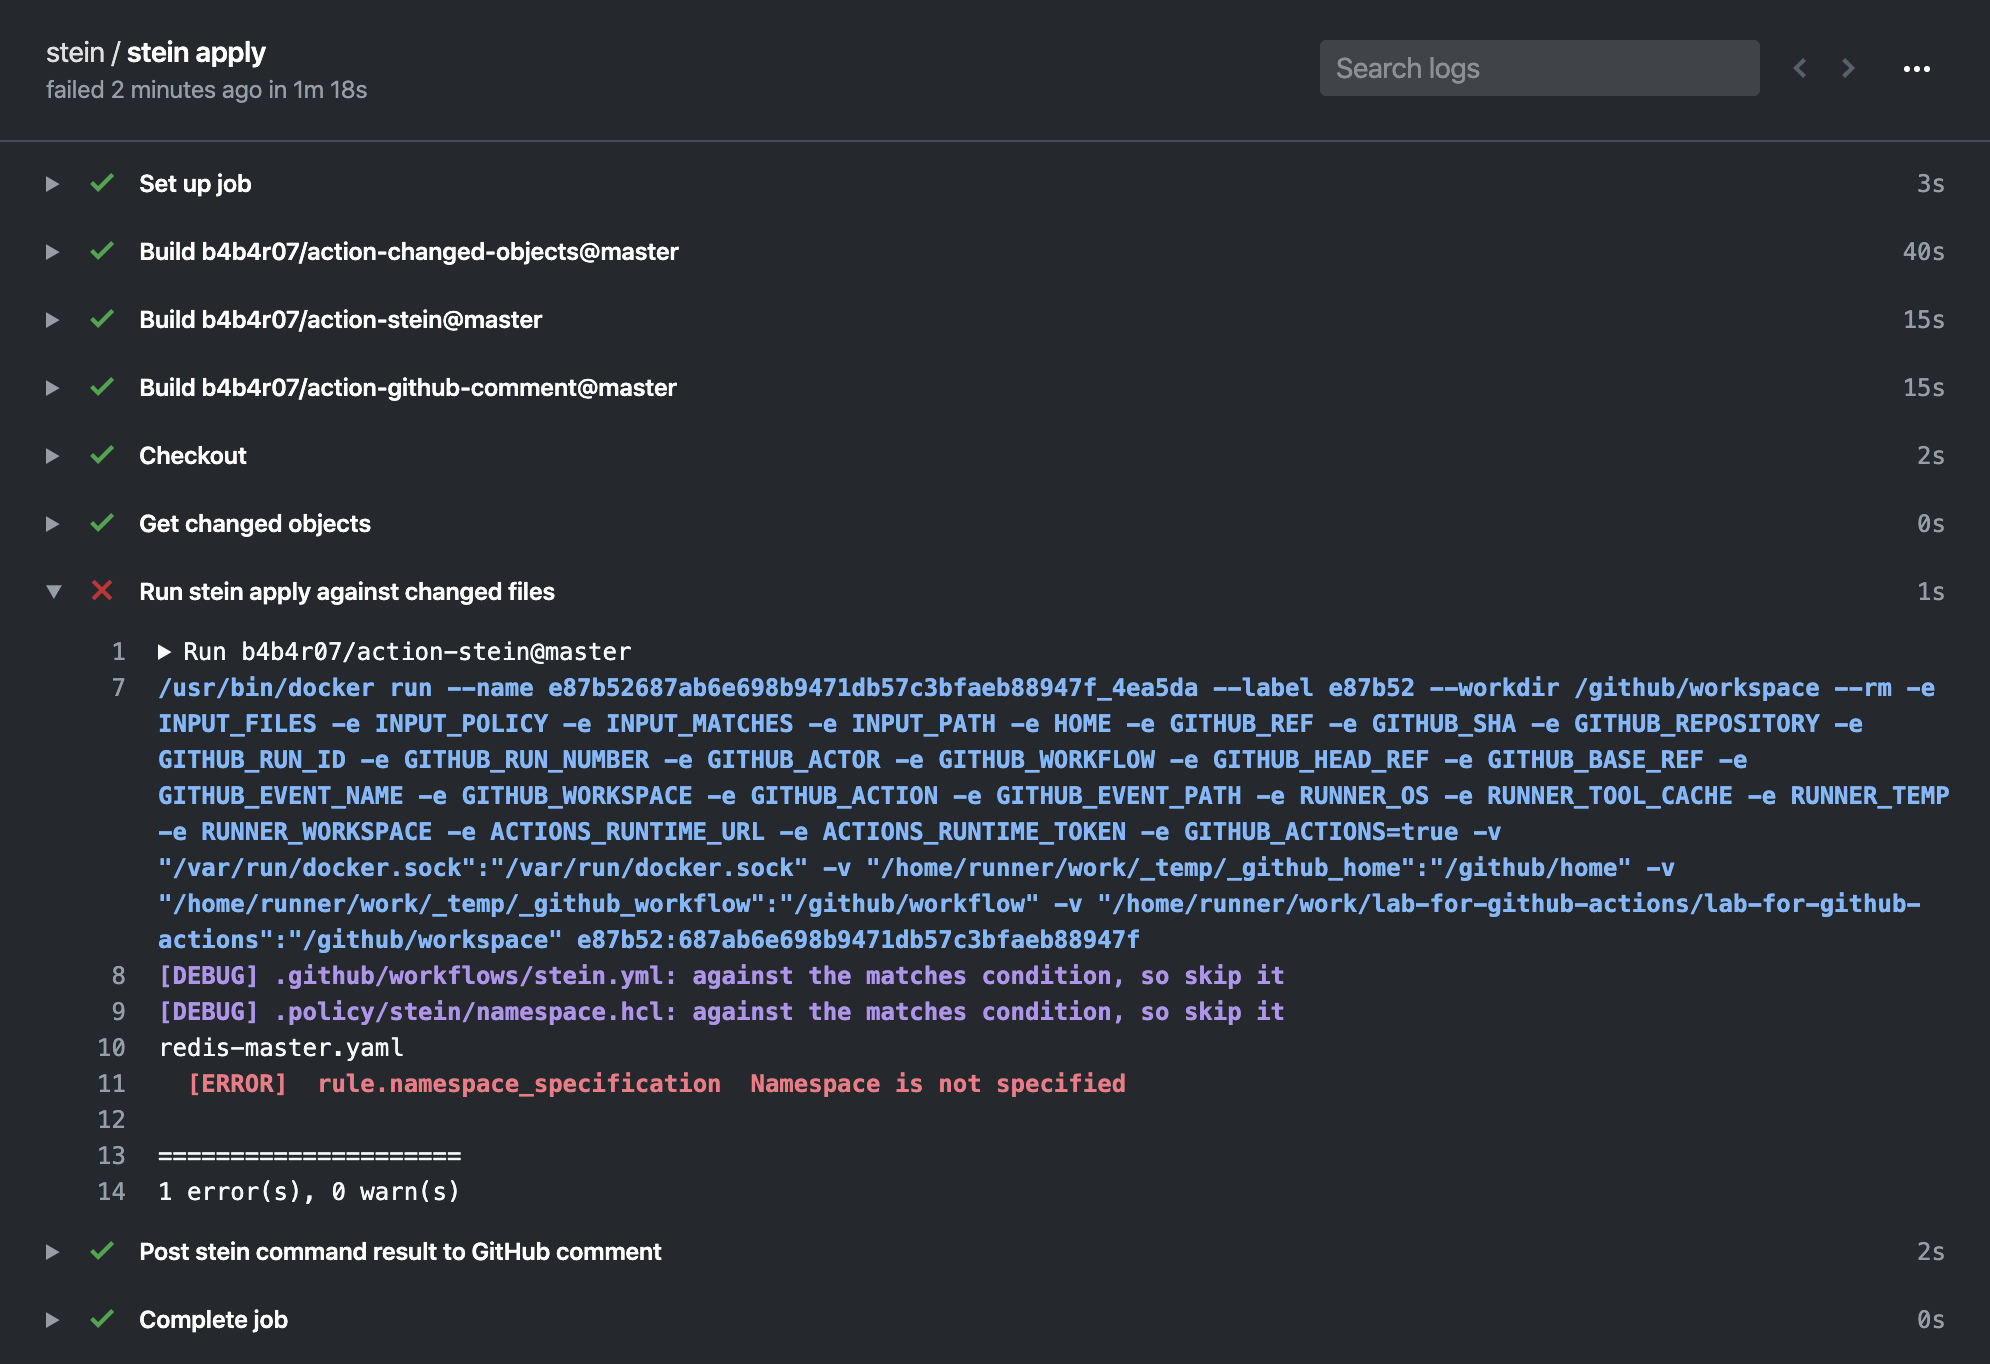 stein / stein apply
failed 2 minutes ago in 1m 18s
Search logs
Set up job 3s
Build b4b4r07/action-changed-objects@master 40s
Build b4b4r07/action-stein@master 15s
Build b4b4r07/action-github-comment@master 15s
Checkout 2s
Get changed objects 0s
Run stein apply against changed files 1s
1 Run b4b4r07/action-stein@master
7 /usr/bin/docker run --name e87b52687ab6e698b9471db57c3bfaeb88947f_4ea5da --label e87b52 --workdir /github/workspace --rm -e
INPUT_FILES -e INPUT_POLICY -e INPUT_MATCHES -e INPUT_PATH -e HOME -e GITHUB_REF -e GITHUB_SHA -e GITHUB_REPOSITORY -e
GITHUB_RUN_ID -e GITHUB_RUN_NUMBER -e GITHUB_ACTOR -e GITHUB_WORKFLOW -e GITHUB_HEAD_REF -e GITHUB_BASE_REF -e
GITHUB_EVENT_NAME -e GITHUB_WORKSPACE -e GITHUB_ACTION -e GITHUB_EVENT_PATH -e RUNNER_OS -e RUNNER_TOOL_CACHE -e RUNNER_TEMP
-e RUNNER_WORKSPACE -e ACTIONS_RUNTIME_URL -e ACTIONS_RUNTIME_TOKEN -e GITHUB_ACTIONS=true -v
"/var/run/docker.sock":"/var/run/docker.sock" -v "/home/runner/work/_temp/_github_home":"/github/home" -v
"/home/runner/work/_temp/_github_workflow":"/github/workflow" -v "/home/runner/work/lab-for-github-actions/lab-for-github-
actions":"/github/workspace" e87b52:687ab6e698b9471db57c3bfaeb88947f
8 [DEBUG] .github/workflows/stein.yml: against the matches condition, so skip it
9 [DEBUG] .policy/stein/namespace.hcl: against the matches condition, so skip it
10 redis-master.yaml
11 [ERROR] rule.namespace_specification Namespace is not specified
12
13 =====================
14 1 error(s), 0 warn(s)
Post stein command result to GitHub comment 2s
Complete job 0s